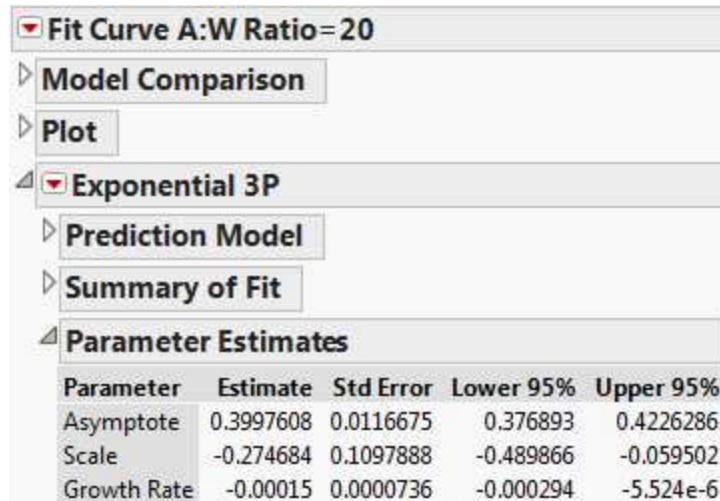 Fit Curve A:W Ratio=20
Model Comparison
Plot
Exponential 3P
Prediction Model
Summary of Fit
Parameter Estimates
Parameter Estimate Std Error Lower 95% Upper 95%
Asymptote 0.3997608 0.0116675 0.376893 0.4226286
Scale -0.274684 0.1097888 -0.489866 -0.059502
Growth Rate -0.00015 0.0000736 -0.000294 -5.524e-6